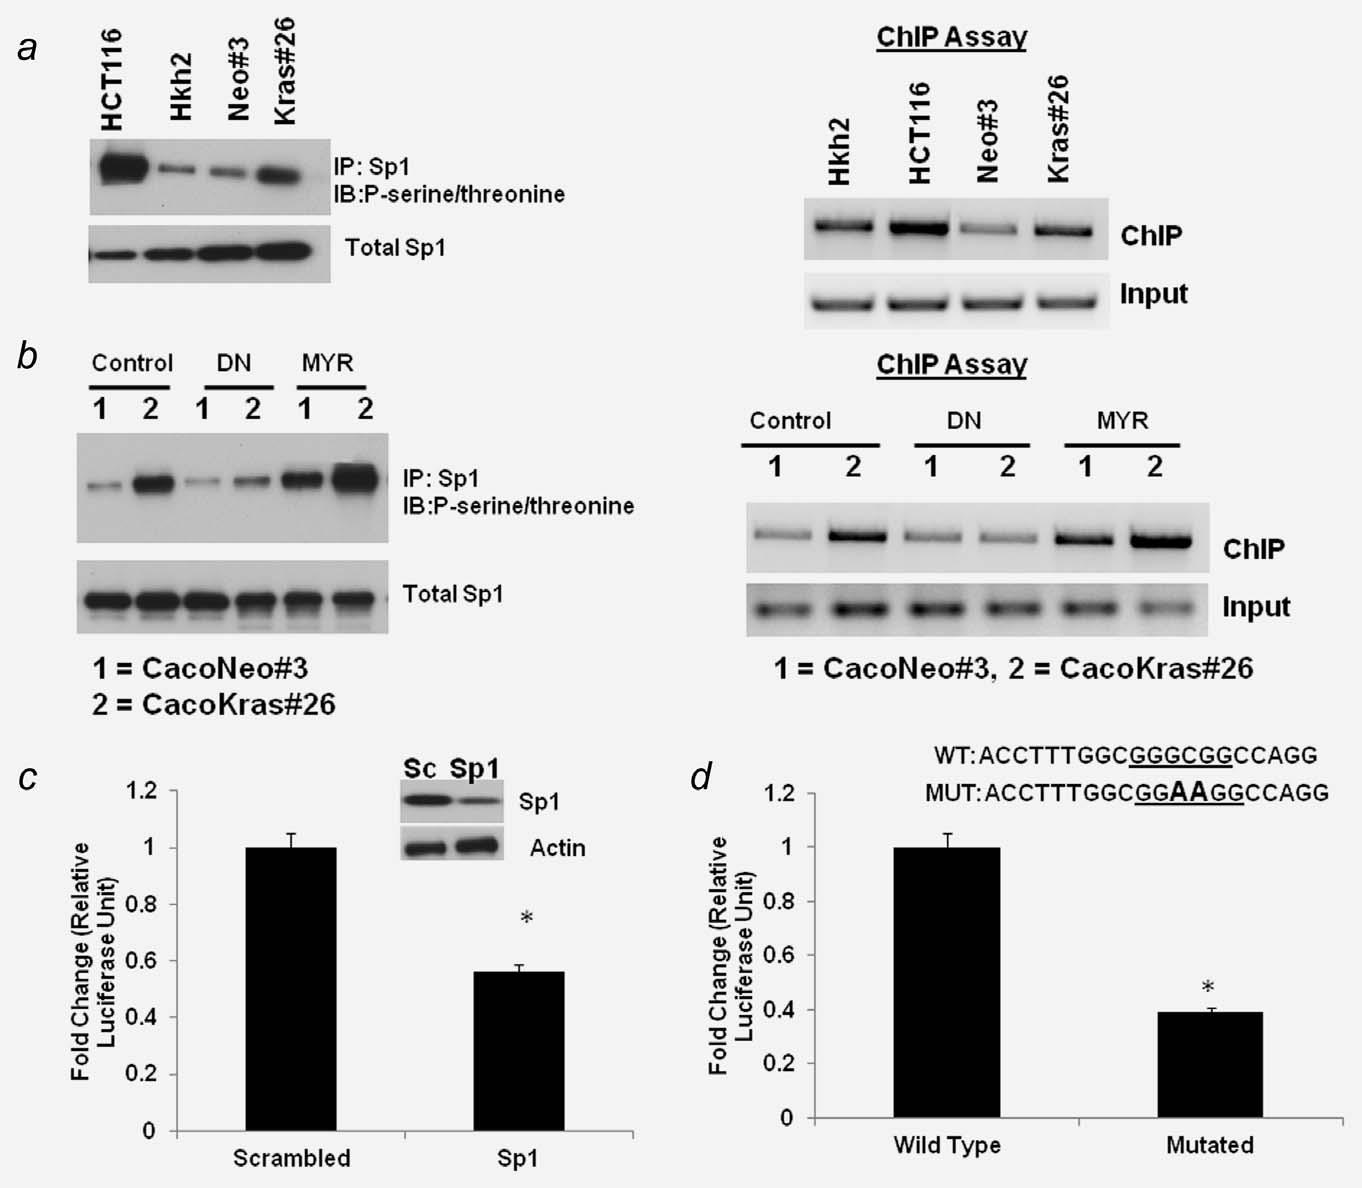 a
HCT116
Hkh2
Neo#3
Kras#26
IP: Sp1
IB:P-serine/threonine
Total Sp1
ChIP Assay
Hkh2
HCT116
Neo#3
Kras#26
ChIP
Input
b
Control DN MYR
1 2 1 2 1 2
IP: Sp1
IB:P-serine/threonine
Total Sp1
1 = CacoNeo#3
2 = CacoKras#26
ChIP Assay
Control DN MYR
1 2 1 2 1 2
ChIP
Input
1 = CacoNeo#3, 2 = CacoKras#26
c
Sc Sp1
Sp1
Actin
Fold Change (Relative
Luciferase Unit)
1.2
1
0.8
0.6
0.4
0.2
0
*
Scrambled Sp1
d
WT:ACCTTTGGCGGGCGGCCAGG
MUT:ACCTTTGGCGGAAGGCCAGG
Fold Change (Relative
Luciferase Unit)
1.2
1
0.8
0.6
0.4
0.2
0
*
Wild Type Mutated